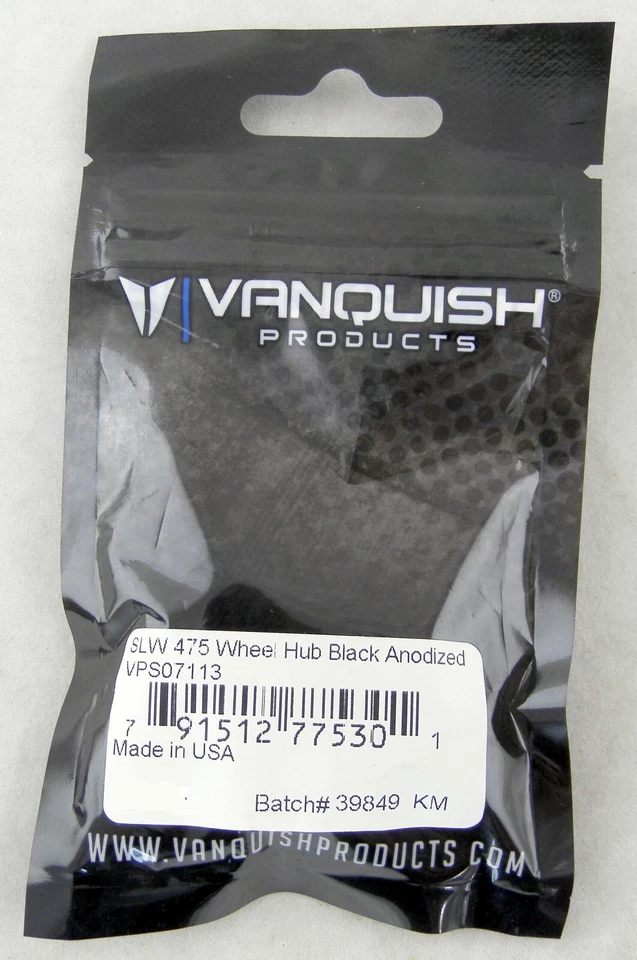 VANQUISH®
PRODUCTS
SLW 475 Wheel Hub Black Anodized
VPS07113
7 91512 77530 1
Made in USA
Batch# 39849 KM
WWW.VANQUISHPRODUCTS.COM